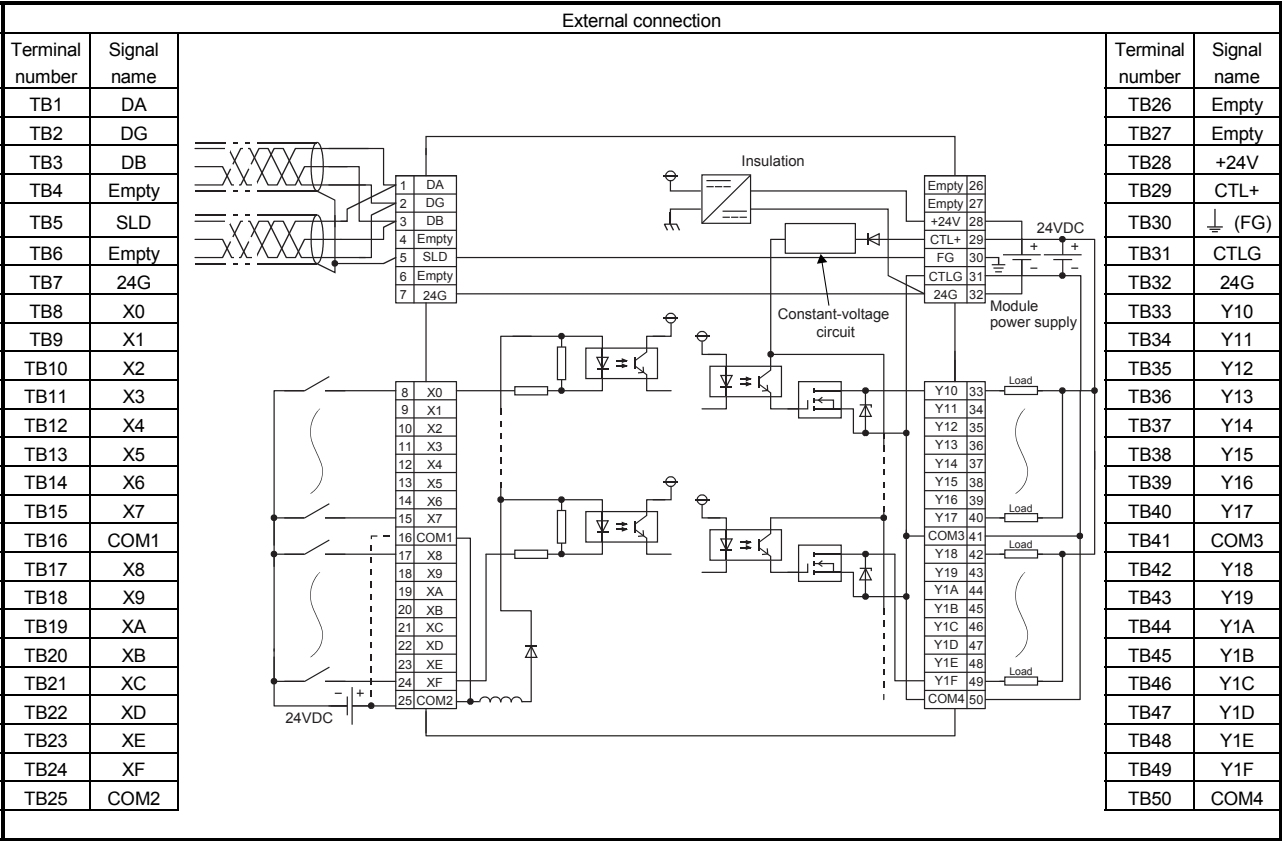 External connection
Terminal number Signal name
TB1 DA
TB2 DG
TB3 DB
TB4 Empty
TB5 SLD
TB6 Empty
TB7 24G
TB8 X0
TB9 X1
TB10 X2
TB11 X3
TB12 X4
TB13 X5
TB14 X6
TB15 X7
TB16 COM1
TB17 X8
TB18 X9
TB19 XA
TB20 XB
TB21 XC
TB22 XD
TB23 XE
TB24 XF
TB25 COM2
1 DA
2 DG
3 DB
4 Empty
5 SLD
6 Empty
7 24G
8 X0
9 X1
10 X2
11 X3
12 X4
13 X5
14 X6
15 X7
16 COM1
17 X8
18 X9
19 XA
20 XB
21 XC
22 XD
23 XE
24 XF
25 COM2
– +
24VDC
Insulation
Constant-voltage
circuit
Empty 26
Empty 27
+24V 28
CTL+ 29
FG 30
CTLG 31
24G 32
24VDC
+ +
– –
Module
power supply
Y10 33 Load
Y11 34
Y12 35
Y13 36
Y14 37
Y15 38
Y16 39
Y17 40 Load
COM3 41
Y18 42 Load
Y19 43
Y1A 44
Y1B 45
Y1C 46
Y1D 47
Y1E 48
Y1F 49 Load
COM4 50
Terminal number Signal name
TB26 Empty
TB27 Empty
TB28 +24V
TB29 CTL+
TB30 (FG)
TB31 CTLG
TB32 24G
TB33 Y10
TB34 Y11
TB35 Y12
TB36 Y13
TB37 Y14
TB38 Y15
TB39 Y16
TB40 Y17
TB41 COM3
TB42 Y18
TB43 Y19
TB44 Y1A
TB45 Y1B
TB46 Y1C
TB47 Y1D
TB48 Y1E
TB49 Y1F
TB50 COM4